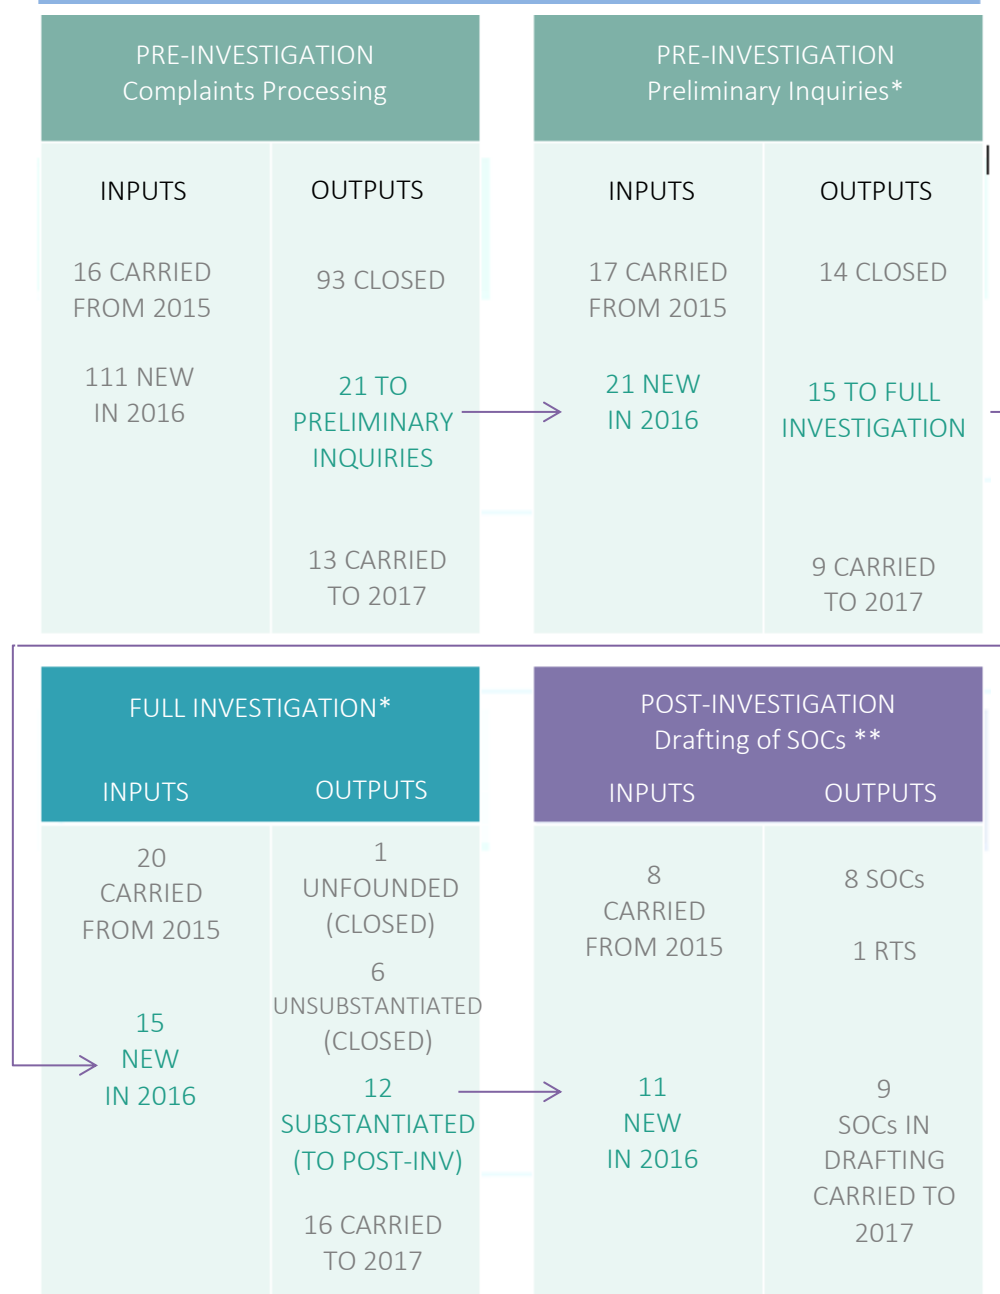 PRE-INVESTIGATION
Complaints Processing
INPUTS
OUTPUTS
16 CARRIED
FROM 2015
93 CLOSED
111 NEW
IN 2016
21 TO
PRELIMINARY
INQUIRIES
13 CARRIED
TO 2017
PRE-INVESTIGATION
Preliminary Inquiries*
INPUTS
OUTPUTS
17 CARRIED
FROM 2015
14 CLOSED
21 NEW
IN 2016
15 TO FULL
INVESTIGATION
9 CARRIED
TO 2017
FULL INVESTIGATION*
INPUTS
OUTPUTS
20
CARRIED
FROM 2015
1
UNFOUNDED
(CLOSED)
6
UNSUBSTANTIATED
(CLOSED)
15
NEW
IN 2016
12
SUBSTANTIATED
(TO POST-INV)
16 CARRIED
TO 2017
POST-INVESTIGATION
Drafting of SOCs **
INPUTS
OUTPUTS
8
CARRIED
FROM 2015
8 SOCs
1 RTS
11
NEW
IN 2016
9
SOCs IN
DRAFTING
CARRIED TO
2017